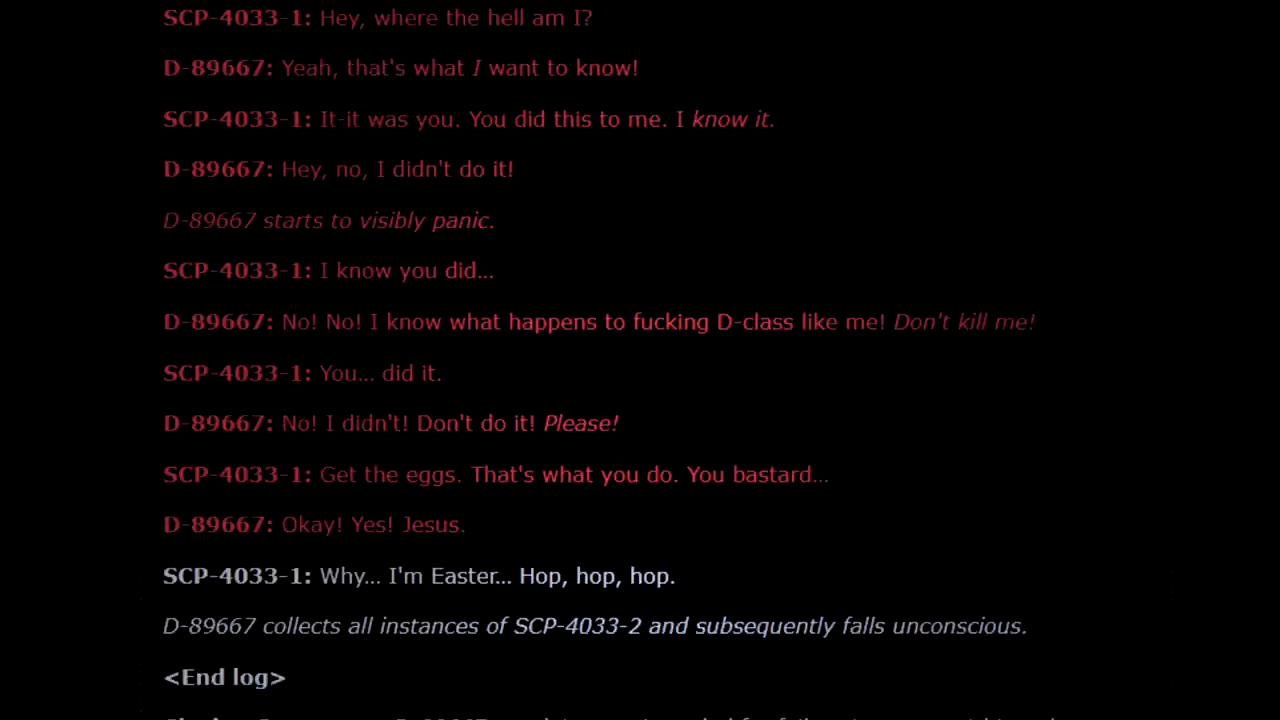 SCP-4033-1: Hey, where the hell am I?
D-89667: Yeah, that's what I want to know!
SCP-4033-1: It-it was you. You did this to me. I know it.
D-89667: Hey, no, I didn't do it!
D-89667 starts to visibly panic.
SCP-4033-1: I know you did...
D-89667: No! No! I know what happens to fucking D-class like me! Don't kill me!
SCP-4033-1: You... did it.
D-89667: No! I didn't! Don't do it! Please!
SCP-4033-1: Get the eggs. That's what you do. You bastard...
D-89667: Okay! Yes! Jesus.
SCP-4033-1: Why... I'm Easter... Hop, hop, hop.
D-89667 collects all instances of SCP-4033-2 and subsequently falls unconscious.
<End log>